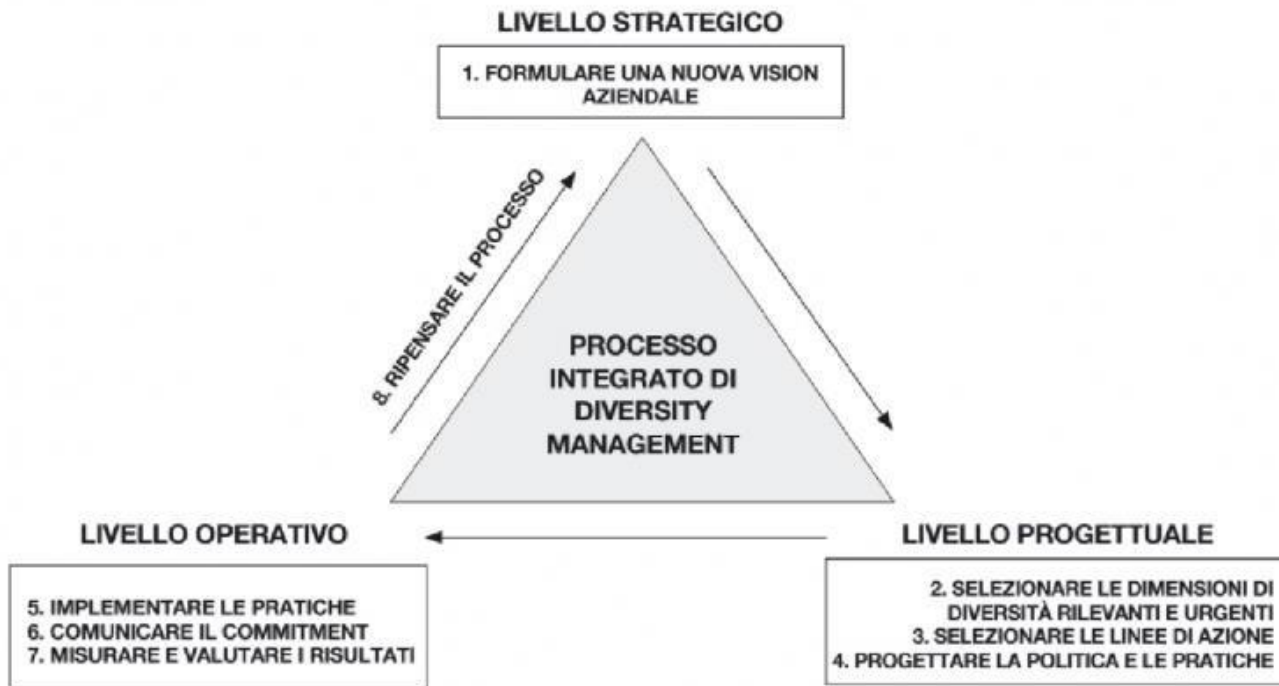 LIVELLO STRATEGICO
1. FORMULARE UNA NUOVA VISION
AZIENDALE
8. RIPENSARE IL PROCESSO
PROCESSO
INTEGRATO DI
DIVERSITY
MANAGEMENT
LIVELLO OPERATIVO
5. IMPLEMENTARE LE PRATICHE
6. COMUNICARE IL COMMITMENT
7. MISURARE E VALUTARE I RISULTATI
LIVELLO PROGETTUALE
2. SELEZIONARE LE DIMENSIONI DI
DIVERSITÀ RILEVANTI E URGENTI
3. SELEZIONARE LE LINEE DI AZIONE
4. PROGETTARE LA POLITICA E LE PRATICHE